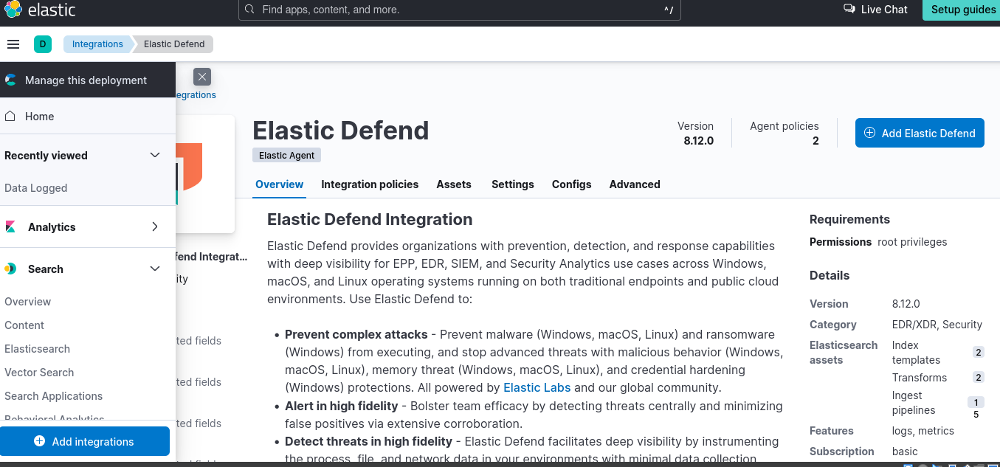 elastic
Find apps, content, and more.
^/
Live Chat
Setup guides
D
Integrations
Elastic Defend
Manage this deployment
Home
Recently viewed
Data Logged
Analytics
Search
Overview
Content
Elasticsearch
Vector Search
Search Applications
Behavioral Analytics
Add integrations
egrations
fend Integrat...
ity
ted fields
ted fields
ted fields
ted fields
Elastic Defend
Elastic Agent
Version
8.12.0
Agent policies
2
Add Elastic Defend
Overview
Integration policies
Assets
Settings
Configs
Advanced
Elastic Defend Integration
Elastic Defend provides organizations with prevention, detection, and response capabilities
with deep visibility for EPP, EDR, SIEM, and Security Analytics use cases across Windows,
macOS, and Linux operating systems running on both traditional endpoints and public cloud
environments. Use Elastic Defend to:
• Prevent complex attacks - Prevent malware (Windows, macOS, Linux) and ransomware
(Windows) from executing, and stop advanced threats with malicious behavior (Windows,
macOS, Linux), memory threat (Windows, macOS, Linux), and credential hardening
(Windows) protections. All powered by Elastic Labs and our global community.
• Alert in high fidelity - Bolster team efficacy by detecting threats centrally and minimizing
false positives via extensive corroboration.
• Detect threats in high fidelity - Elastic Defend facilitates deep visibility by instrumenting
the process, file, and network data in your environments with minimal data collection
Requirements
Permissions root privileges
Details
Version 8.12.0
Category EDR/XDR, Security
Elasticsearch assets
Index templates 2
Transforms 2
Ingest pipelines 15
Features logs, metrics
Subscription basic